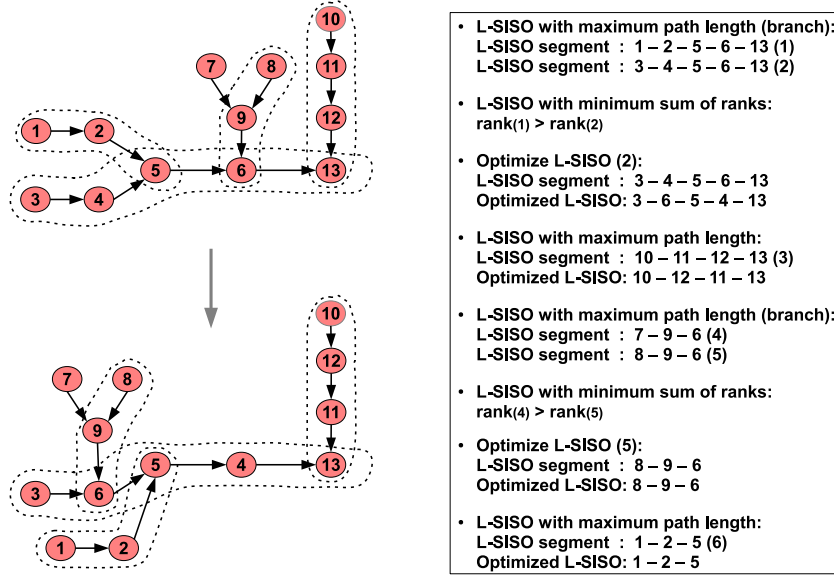 10
7
8
11
9
12
1
2
5
6
13
3
4
10
7
8
12
9
11
5
4
13
3
6
1
2
• L-SISO with maximum path length (branch):
L-SISO segment : 1 – 2 – 5 – 6 – 13 (1)
L-SISO segment : 3 – 4 – 5 – 6 – 13 (2)
• L-SISO with minimum sum of ranks:
rank(1) > rank(2)
• Optimize L-SISO (2):
L-SISO segment : 3 – 4 – 5 – 6 – 13
Optimized L-SISO: 3 – 6 – 5 – 4 – 13
• L-SISO with maximum path length:
L-SISO segment : 10 – 11 – 12 – 13 (3)
Optimized L-SISO: 10 – 12 – 11 – 13
• L-SISO with maximum path length (branch):
L-SISO segment : 7 – 9 – 6 (4)
L-SISO segment : 8 – 9 – 6 (5)
• L-SISO with minimum sum of ranks:
rank(4) > rank(5)
• Optimize L-SISO (5):
L-SISO segment : 8 – 9 – 6
Optimized L-SISO: 8 – 9 – 6
• L-SISO with maximum path length:
L-SISO segment : 1 – 2 – 5 (6)
Optimized L-SISO: 1 – 2 – 5